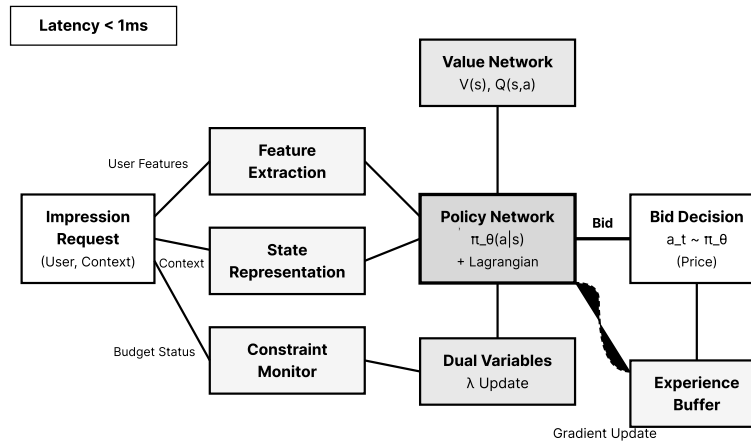 Latency < 1ms
Value Network
V(s), Q(s,a)
Feature
Extraction
User Features
Impression
Request
(User, Context)
Context
State
Representation
Policy Network
π_θ(a|s)
+ Lagrangian
Bid
Bid Decision
a_t ~ π_θ
(Price)
Budget Status
Constraint
Monitor
Dual Variables
λ Update
Experience
Buffer
Gradient Update